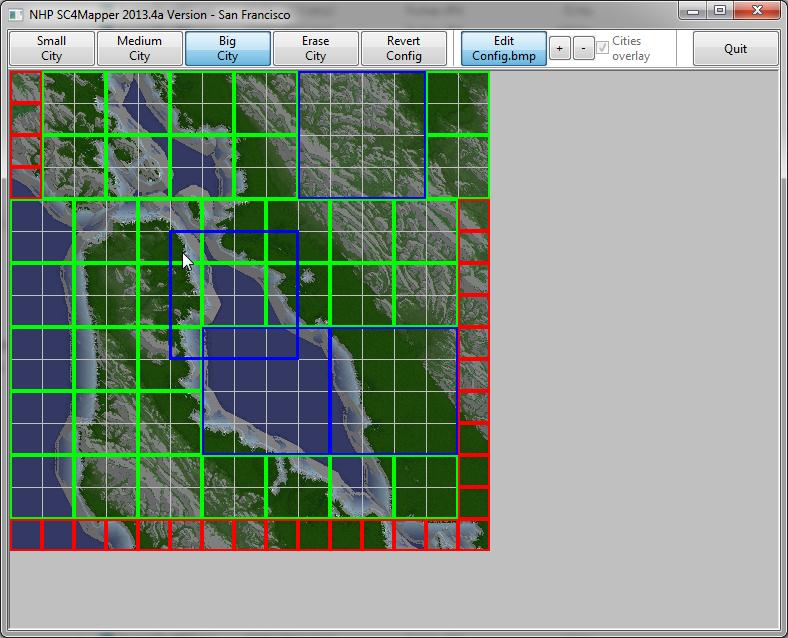 NHP SC4Mapper 2013.4a Version - San Francisco
Small City
Medium City
Big City
Erase City
Revert Config
Edit Config.bmp
+
-
Cities overlay
Quit